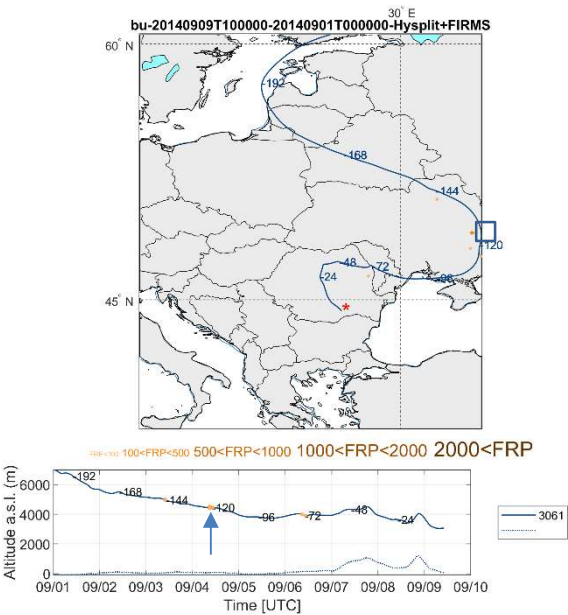 30° E
bu-20140909T100000-20140901T000000-Hysplit+FIRMS
60° N
-192
-168
-144
-120
-96
-72
-48
-24
45° N
*
FRP<100 100<FRP<500 500<FRP<1000 1000<FRP<2000 2000<FRP
Altitude a.s.l. (m)
6000
4000
2000
0
-192
-168
-144
-120
-96
-72
-48
-24
3061
09/01 09/02 09/03 09/04 09/05 09/06 09/07 09/08 09/09 09/10
Time [UTC]